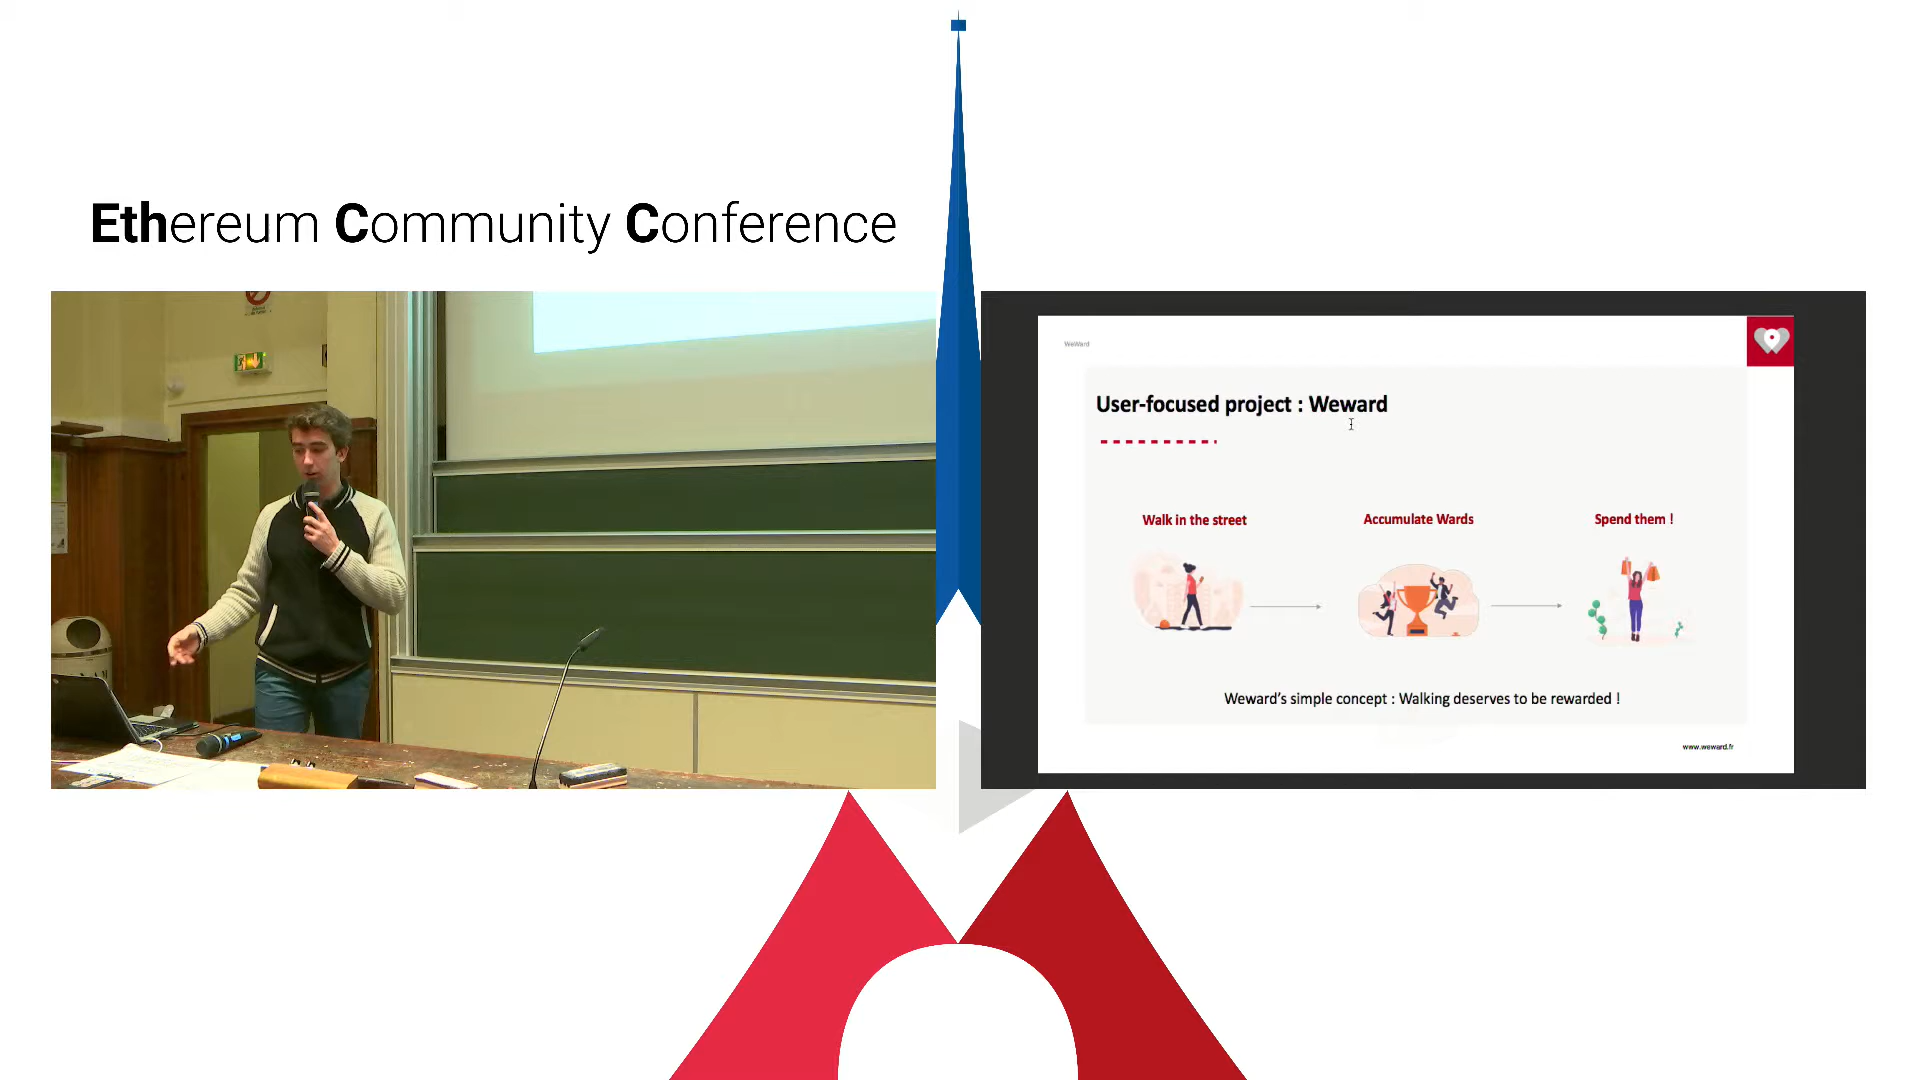 Ethereum Community Conference
WeWard
User-focused project : Weward
Walk in the street
Accumulate Wards
Spend them !
Weward's simple concept : Walking deserves to be rewarded !
www.weward.fr